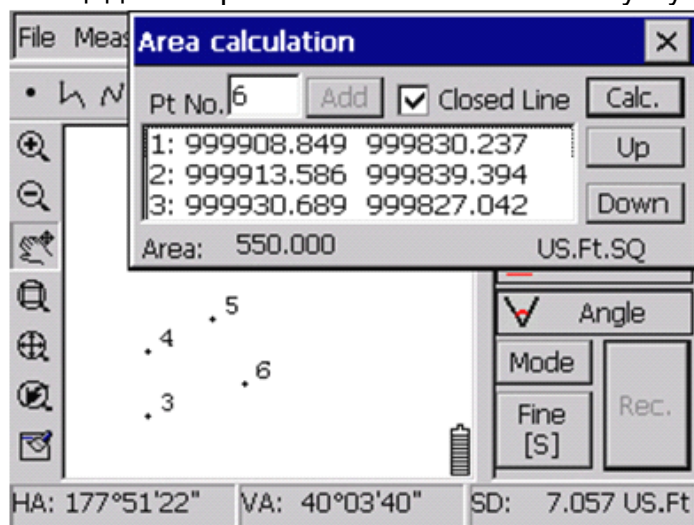 File Meas
Area calculation
Pt No. 6 Add Closed Line Calc.
1: 999908.849 999830.237
2: 999913.586 999839.394
3: 999930.689 999827.042
Up
Down
Area: 550.000 US.Ft.SQ
5
4
6
3
Angle
Mode
Fine
[S]
Rec.
HA: 177°51'22" VA: 40°03'40" SD: 7.057 US.Ft